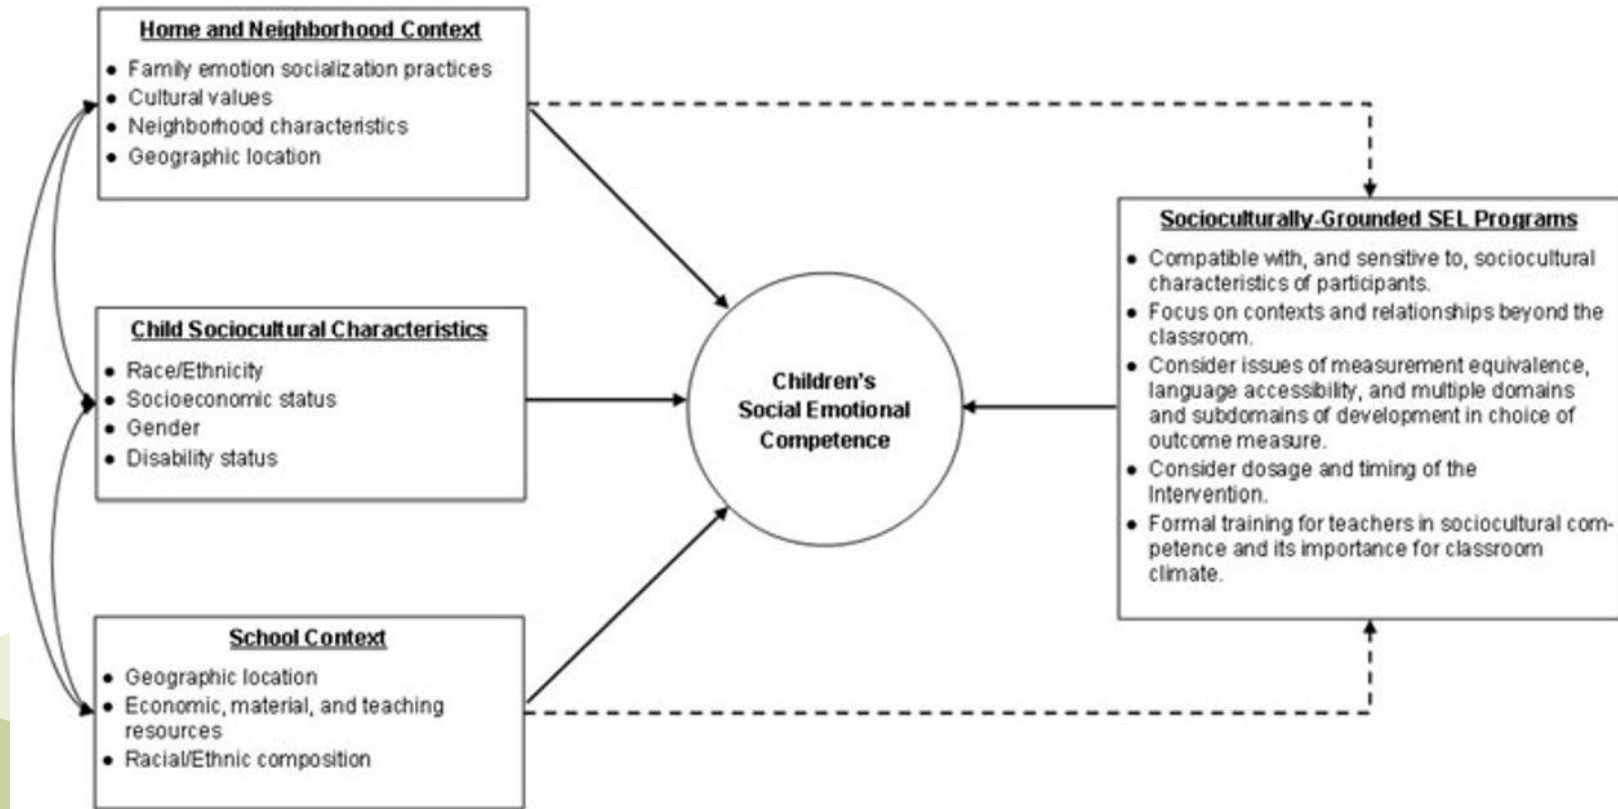 Home and Neighborhood Context
● Family emotion socialization practices
● Cultural values
● Neighborhood characteristics
● Geographic location
Child Sociocultural Characteristics
● Race/Ethnicity
● Socioeconomic status
● Gender
● Disability status
School Context
● Geographic location
● Economic, material, and teaching
resources
● Racial/Ethnic composition
Children's
Social Emotional
Competence
Socioculturally-Grounded SEL Programs
● Compatible with, and sensitive to, sociocultural
characteristics of participants.
● Focus on contexts and relationships beyond the
classroom.
● Consider issues of measurement equivalence,
language accessibility, and multiple domains
and subdomains of development in choice of
outcome measure.
● Consider dosage and timing of the
Intervention.
● Formal training for teachers in sociocultural com-
petence and its importance for classroom
climate.